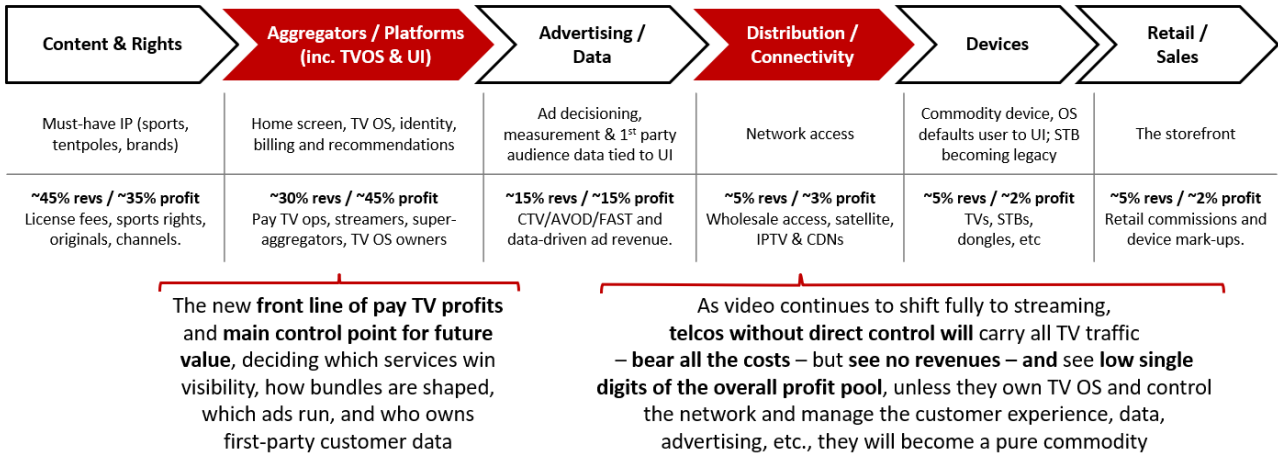 Content & Rights
Aggregators / Platforms
(inc. TVOS & UI)
Advertising /
Data
Distribution /
Connectivity
Devices
Retail /
Sales
Must-have IP (sports,
tentpoles, brands)
Home screen, TV OS, identity,
billing and recommendations
Ad decisioning,
measurement & 1st party
audience data tied to UI
Network access
Commodity device, OS
defaults user to UI; STB
becoming legacy
The storefront
~45% revs / ~35% profit
License fees, sports rights,
originals, channels.
~30% revs / ~45% profit
Pay TV ops, streamers, super-
aggregators, TV OS owners
~15% revs / ~15% profit
CTV/AVOD/FAST and
data-driven ad revenue.
~5% revs / ~3% profit
Wholesale access, satellite,
IPTV & CDNs
~5% revs / ~2% profit
TVs, STBs,
dongles, etc
~5% revs / ~2% profit
Retail commissions and
device mark-ups.
The new front line of pay TV profits
and main control point for future
value, deciding which services win
visibility, how bundles are shaped,
which ads run, and who owns
first-party customer data
As video continues to shift fully to streaming,
telcos without direct control will carry all TV traffic
– bear all the costs – but see no revenues – and see low single
digits of the overall profit pool, unless they own TV OS and control
the network and manage the customer experience, data,
advertising, etc., they will become a pure commodity